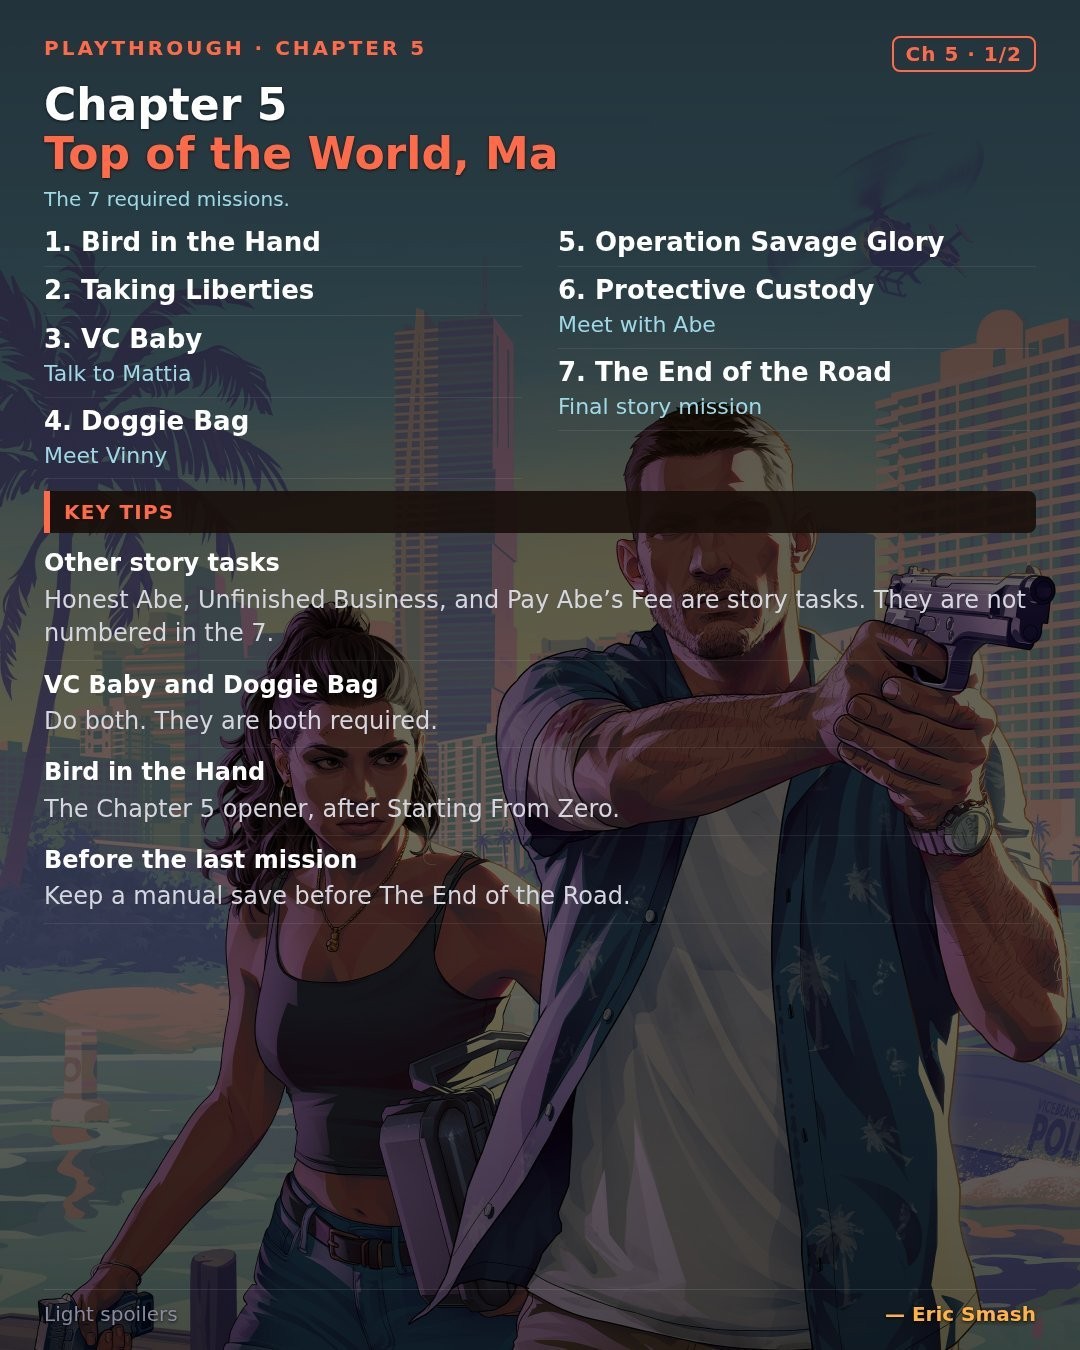 PLAYTHROUGH · CHAPTER 5
Ch 5 · 1/2
Chapter 5
Top of the World, Ma
The 7 required missions.
1. Bird in the Hand
2. Taking Liberties
3. VC Baby
Talk to Mattia
4. Doggie Bag
Meet Vinny
5. Operation Savage Glory
6. Protective Custody
Meet with Abe
7. The End of the Road
Final story mission
KEY TIPS
Other story tasks
Honest Abe, Unfinished Business, and Pay Abe’s Fee are story tasks. They are not
numbered in the 7.
VC Baby and Doggie Bag
Do both. They are both required.
Bird in the Hand
The Chapter 5 opener, after Starting From Zero.
Before the last mission
Keep a manual save before The End of the Road.
Light spoilers
— Eric Smash